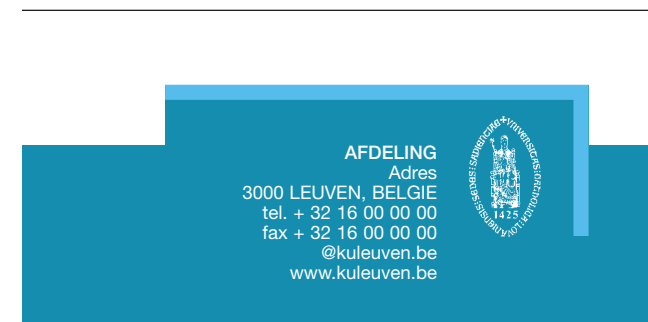 AFDELING
Adres
3000 LEUVEN, BELGIE
tel. + 32 16 00 00 00
fax + 32 16 00 00 00
@kuleuven.be
www.kuleuven.be
1425